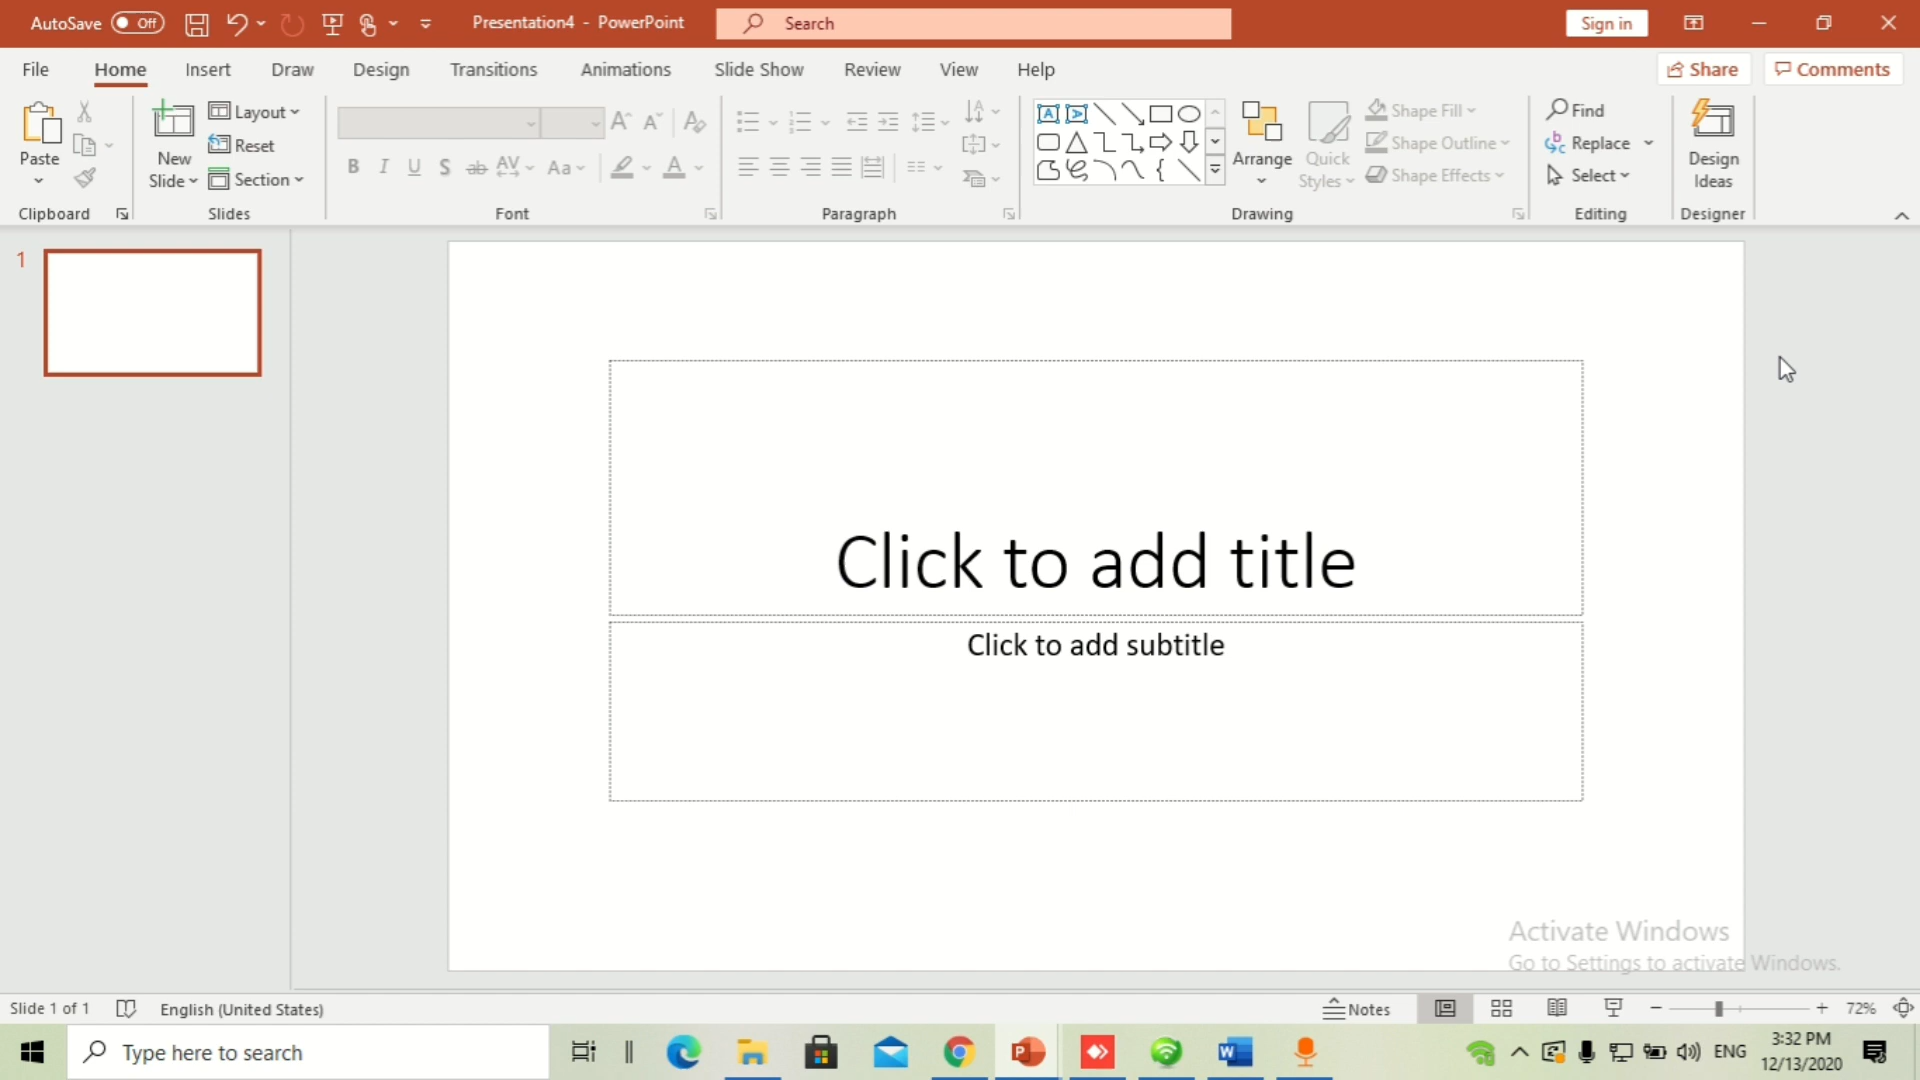 AutoSave Off Presentation4 - PowerPoint Search Sign in
File Home Insert Draw Design Transitions Animations Slide Show Review View Help Share Comments
Paste
New
Slide
Layout
Reset
Section
B I U S ab AV Aa A
Arrange
Quick
Styles
Shape Fill
Shape Outline
Shape Effects
Find
Replace
Select
Design
Ideas
Clipboard Slides Font Paragraph Drawing Editing Designer
1
Click to add title
Click to add subtitle
Activate Windows
Go to Settings to activate Windows.
Slide 1 of 1 English (United States) Notes 72%
Type here to search ENG 3:32 PM
12/13/2020